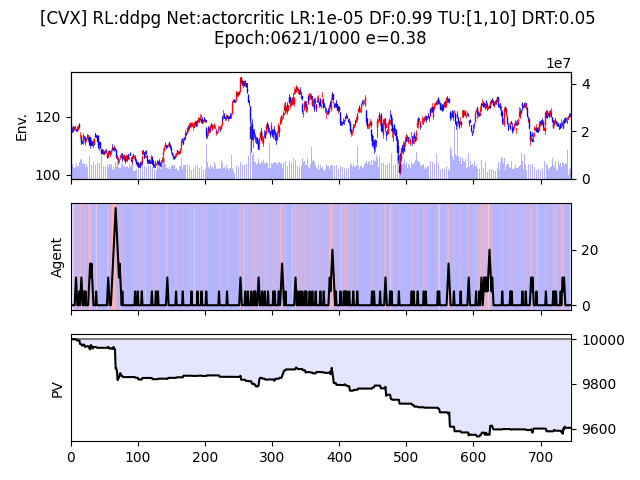 [CVX] RL:ddpg Net:actorcritic LR:1e-05 DF:0.99 TU:[1,10] DRT:0.05
Epoch:0621/1000 e=0.38
1e7
Env.
120
100
4
2
0
Agent
20
0
PV
10000
9800
9600
0 100 200 300 400 500 600 700